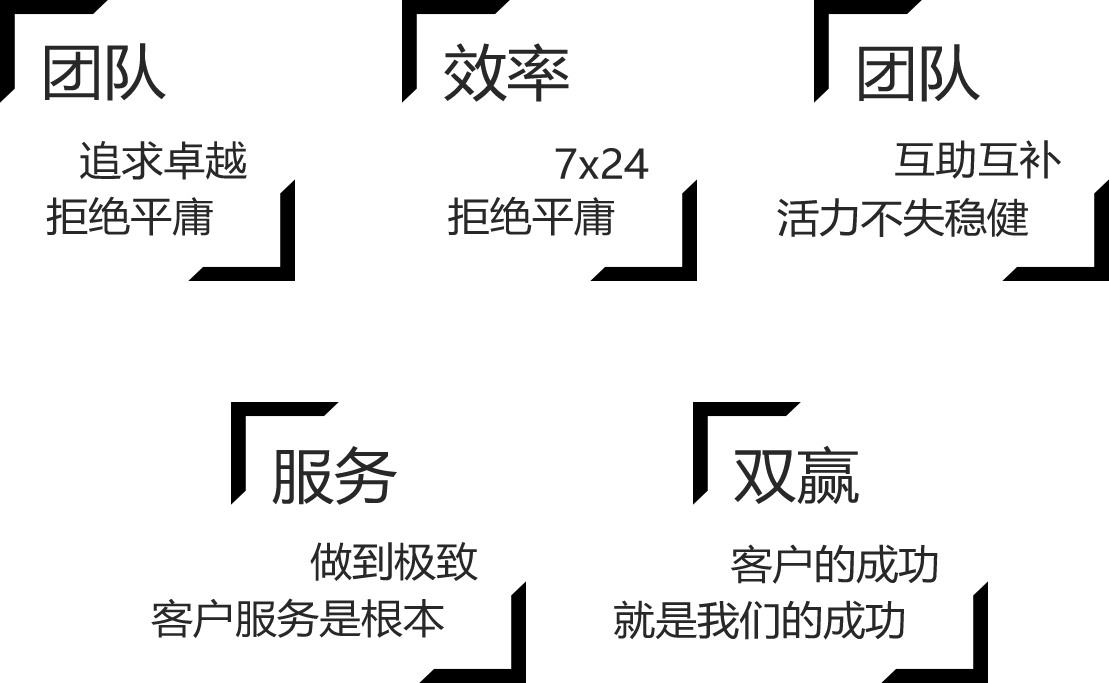 团队
追求卓越
拒绝平庸
效率
7x24
拒绝平庸
团队
互助互补
活力不失稳健
服务
做到极致
客户服务是根本
双赢
客户的成功
就是我们的成功